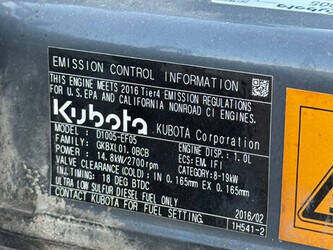 EMISSION CONTROL INFORMATION
THIS ENGINE MEETS 2016 Tier4 EMISSION REGULATIONS
FOR U.S.EPA AND CALIFORNIA NONROAD CI ENGINES.
Kubota KUBOTA Corporation
MODEL : D1005-EF05
FAMILY : GKBXL01.0BCB ENGINE DISP.: 1.0L
POWER : 14.8kW/2700rpm ECS:EM,IFI CATEGORY: 8-19kW
VALVE CLEARANCE(COLD): IN 0.165mm EX 0.165mm
INJ.TIMING : 18 DEG BTDC
ULTRA LOW SULFUR DIESEL FUEL ONLY
CONTACT KUBOTA FOR FUEL SETTING. 2016/02
1H541-2